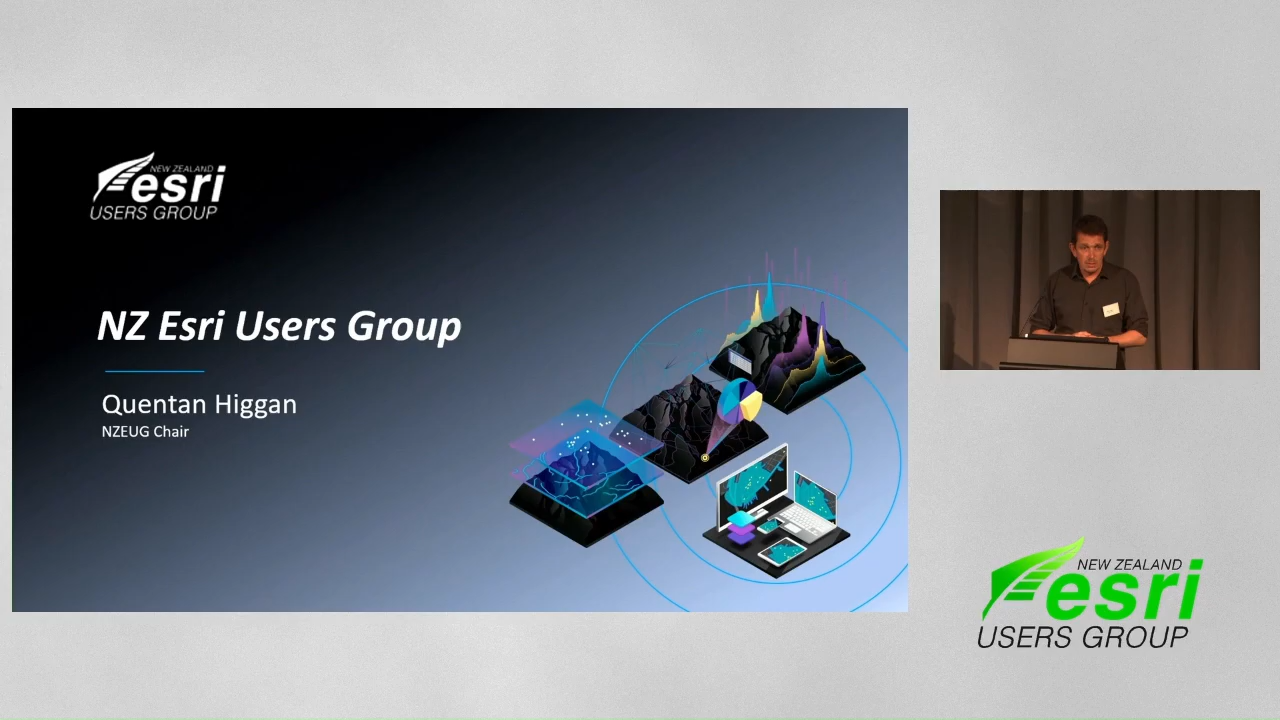 NEW ZEALAND
esri
USERS GROUP
NZ Esri Users Group
Quentan Higgan
NZEUG Chair
NEW ZEALAND
esri
USERS GROUP